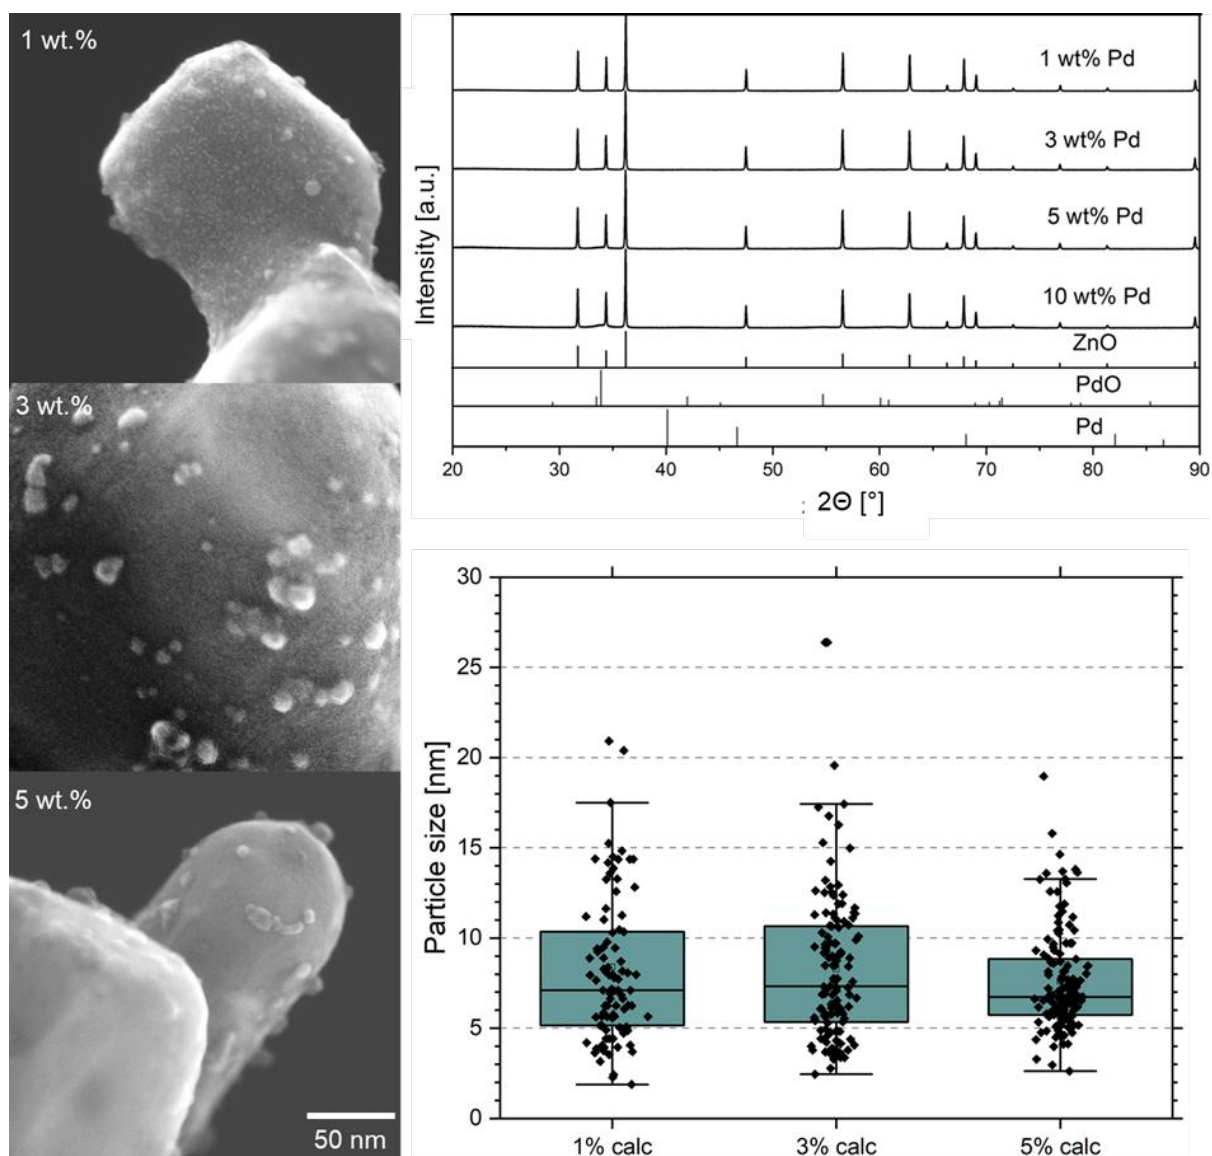 1 wt.%
3 wt.%
5 wt.%
50 nm
Intensity [a.u.]
1 wt% Pd
3 wt% Pd
5 wt% Pd
10 wt% Pd
ZnO
PdO
Pd
20 30 40 50 60 70 80 90
: 2Θ [°]
Particle size [nm]
30
25
20
15
10
5
0
1% calc 3% calc 5% calc